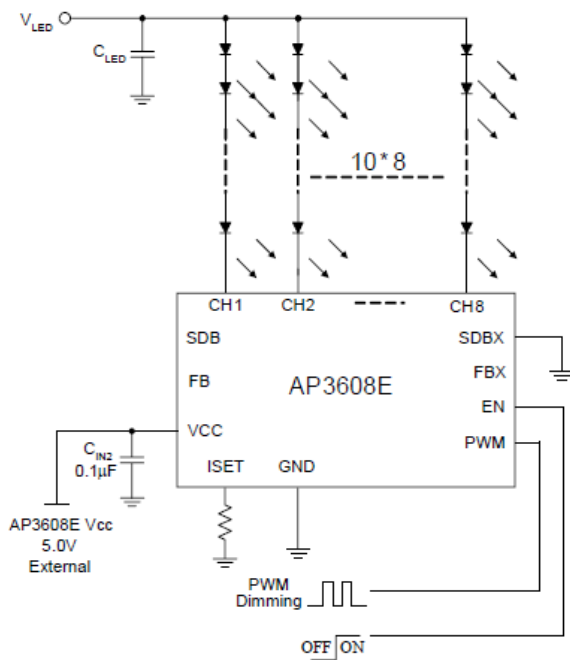 VLED
CLED
10*8
CH1 CH2 CH8
SDB SDBX
FB FBX
AP3608E
EN
VCC PWM
CIN2
0.1μF
ISET GND
AP3608E Vcc
5.0V
External
PWM
Dimming
OFF ON